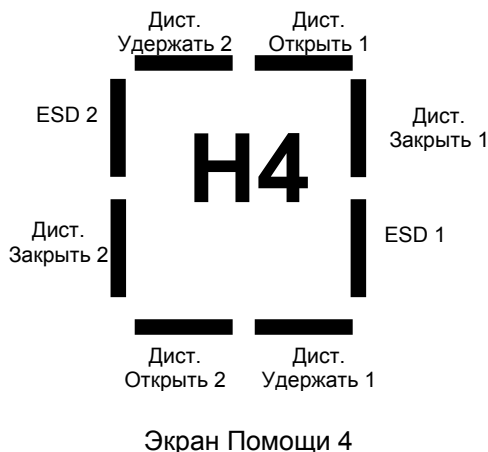 Дист.
Удержать 2
Дист.
Открыть 1
ESD 2
Дист.
Закрыть 1
H4
Дист.
Закрыть 2
ESD 1
Дист.
Открыть 2
Дист.
Удержать 1
Экран Помощи 4